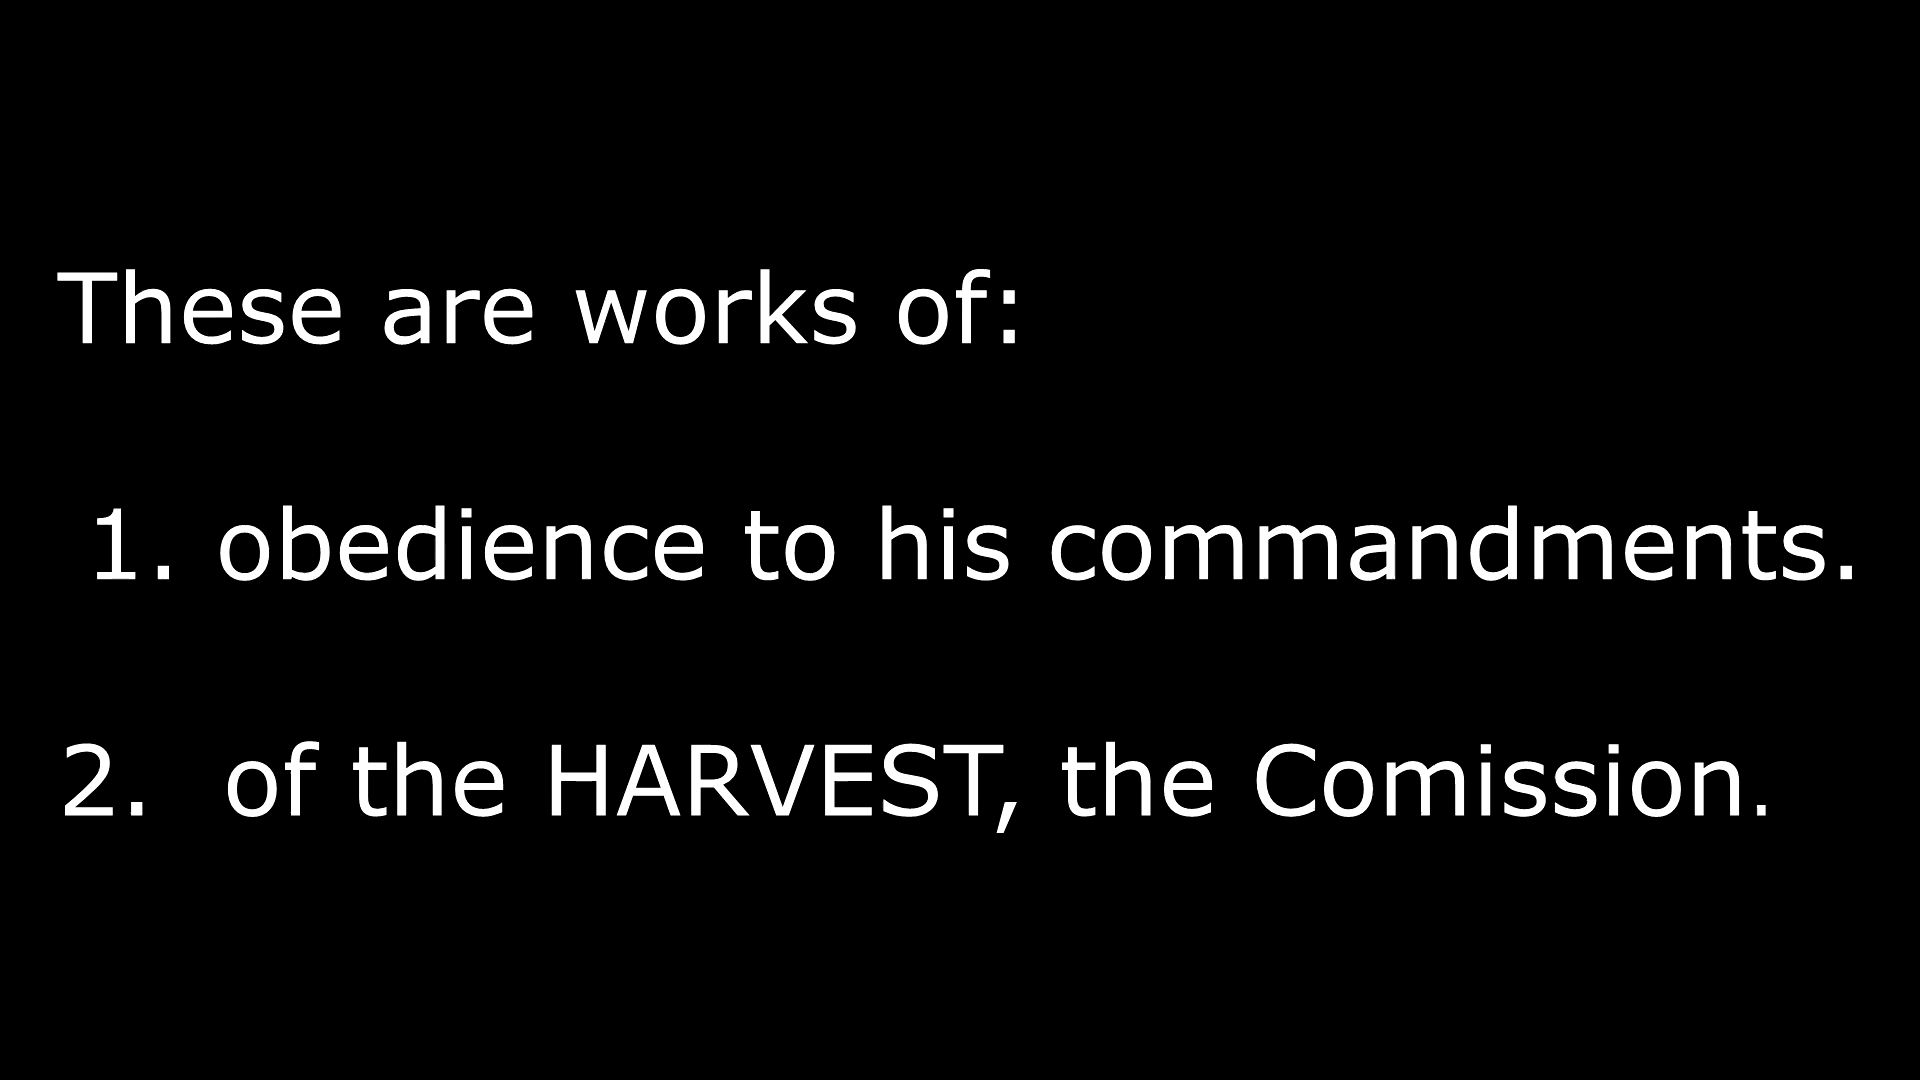 These are works of:
1. obedience to his commandments.
2. of the HARVEST, the Comission.